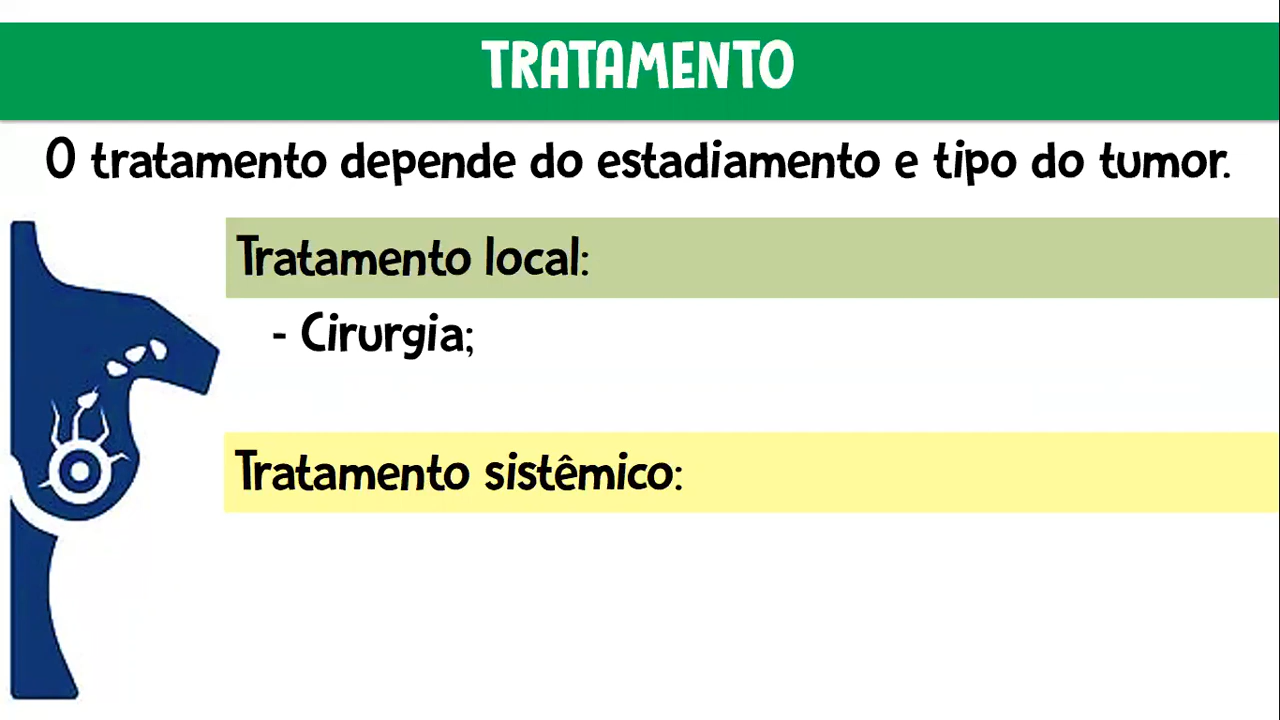 TRATAMENTO
O tratamento depende do estadiamento e tipo do tumor.
Tratamento local:
- Cirurgia;
Tratamento sistêmico: